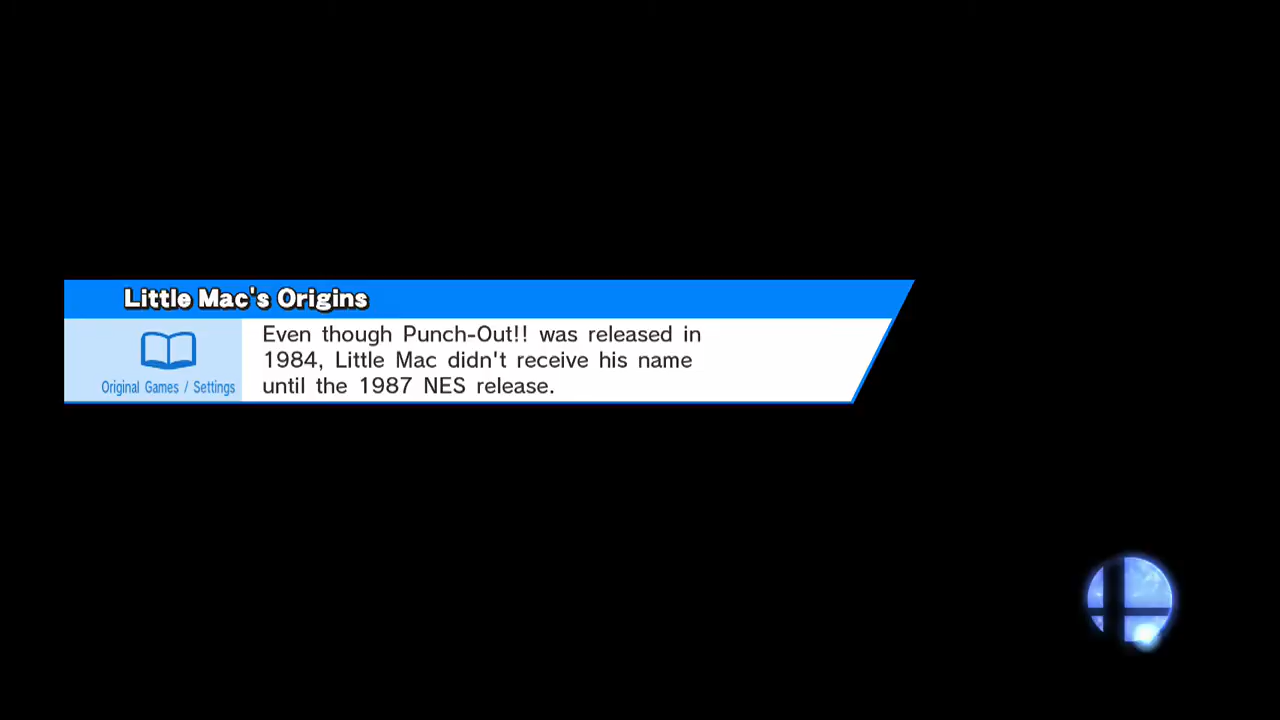 Little Mac's Origins
Even though Punch-Out!! was released in
1984, Little Mac didn't receive his name
until the 1987 NES release.
Original Games / Settings